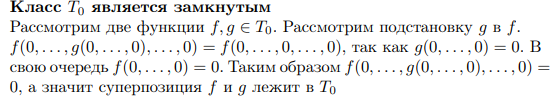 Класс T₀ является замкнутым
Рассмотрим две функции f, g ∈ T₀. Рассмотрим подстановку g в f.
f(0, . . . , g(0, . . . , 0), . . . , 0) = f(0, . . . , 0, . . . , 0), так как g(0, . . . , 0) = 0. В
свою очередь f(0, . . . , 0) = 0. Таким образом f(0, . . . , g(0, . . . , 0), . . . , 0) =
0, а значит суперпозиция f и g лежит в T₀